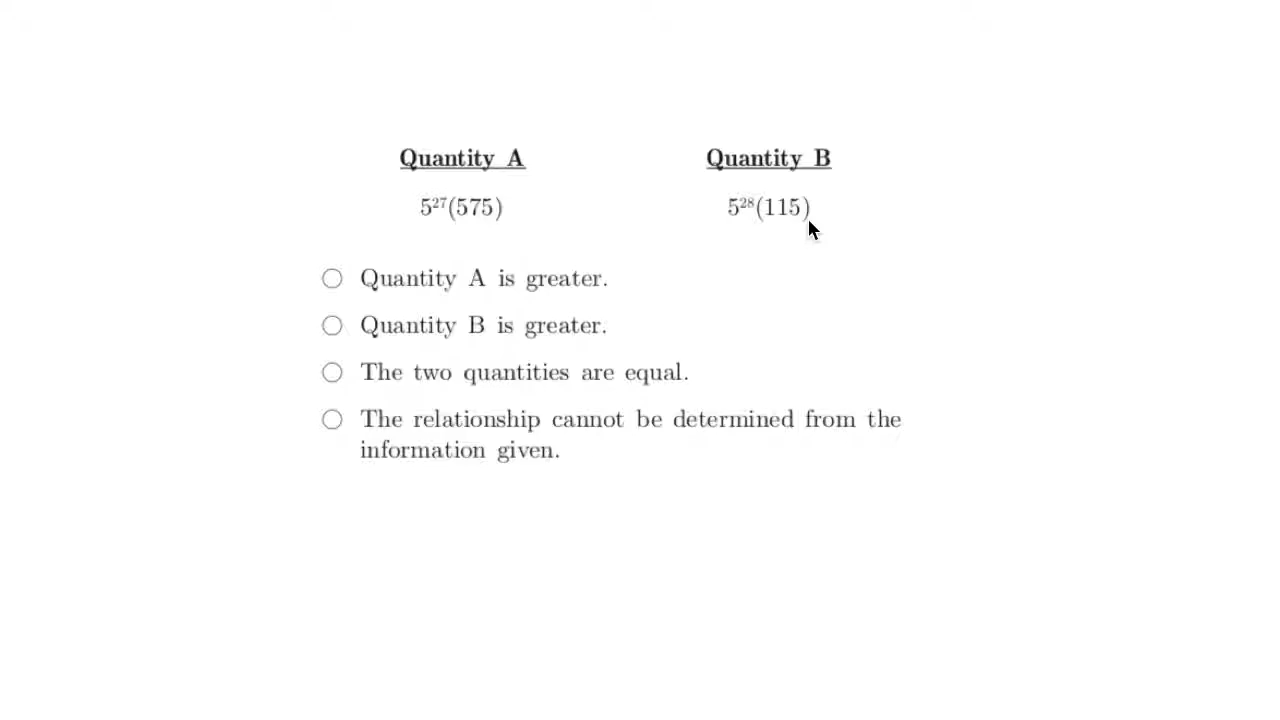 Quantity A Quantity B
5²⁷(575) 5²⁸(115)
Quantity A is greater.
Quantity B is greater.
The two quantities are equal.
The relationship cannot be determined from the
information given.